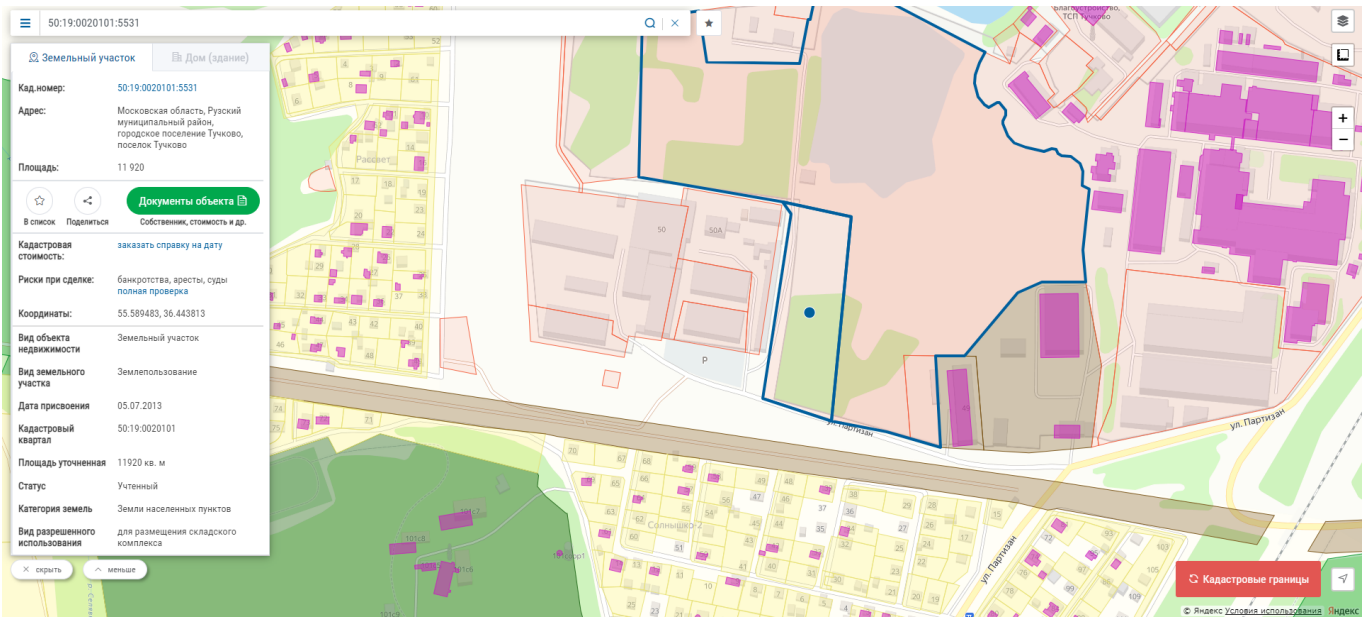 50:19:0020101:5531
Земельный участок
Дом (здание)
Кад.номер:
50:19:0020101:5531
Адрес:
Московская область, Рузский
муниципальный район,
городское поселение Тучково,
поселок Тучково
Площадь:
11 920
В список
Поделиться
Документы объекта
Собственник, стоимость и др.
Кадастровая
стоимость:
заказать справку на дату
Риски при сделке:
банкротства, аресты, суды
полная проверка
Координаты:
55.589483, 36.443813
Вид объекта
недвижимости
Земельный участок
Вид земельного
участка
Землепользование
Дата присвоения
05.07.2013
Кадастровый
квартал
50:19:0020101
Площадь уточненная
11920 кв. м
Статус
Учтенный
Категория земель
Земли населенных пунктов
Вид разрешенного
использования
для размещения складского
комплекса
скрыть
меньше
Благоустройство,
ТСП Тучково
Рассвет
50
50А
P
ул. Партизан
ул. Партизан
ул. Партизан
Солнышко-2
+
−
Кадастровые границы
© Яндекс Условия использования Яндекс